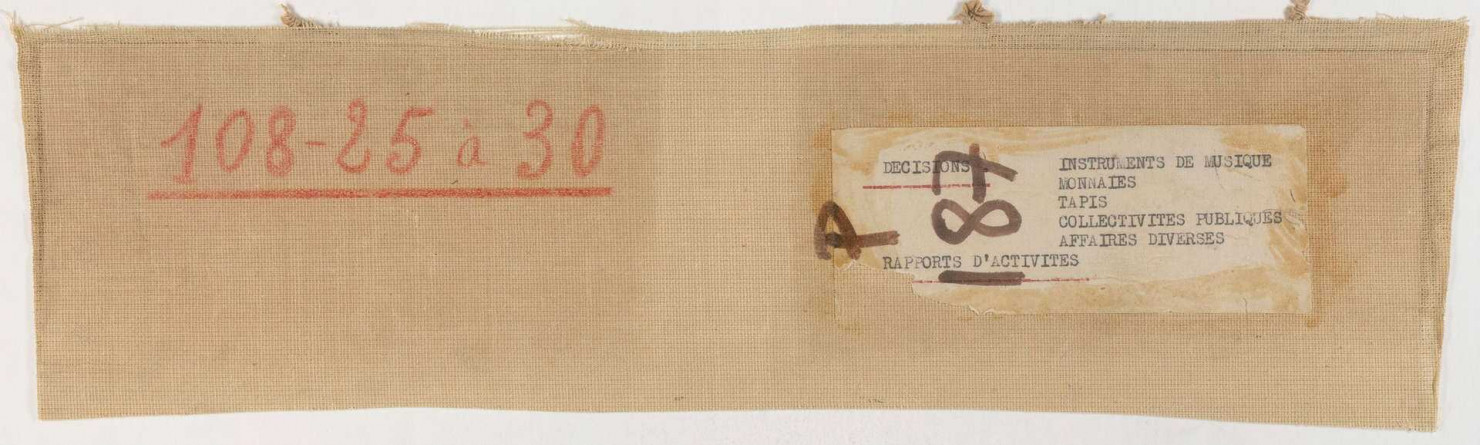 108-25 à 30
DECISIONS : INSTRUMENTS DE MUSIQUE
MONNAIES
TAPIS
COLLECTIVITES PUBLIQUES
AFFAIRES DIVERSES
RAPPORTS D'ACTIVITES
A 187